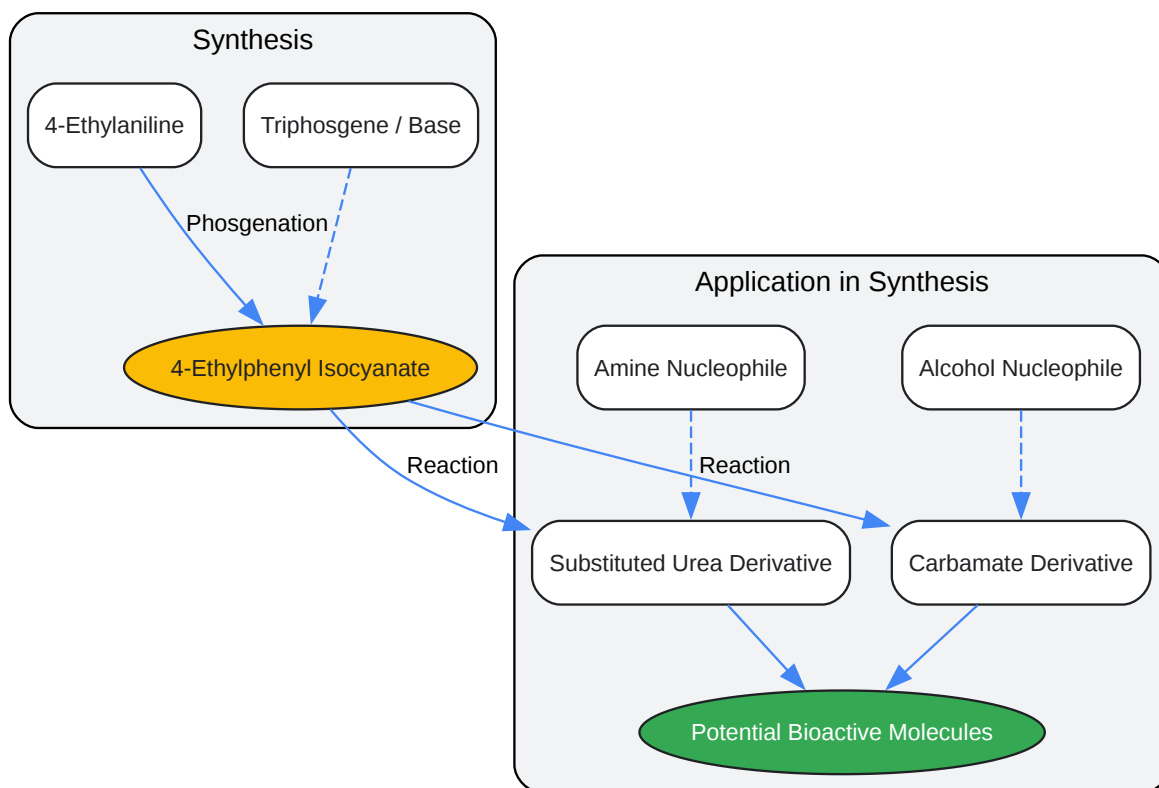 Synthesis
4-Ethylaniline
Triphosgene / Base
Phosgenation
4-Ethylphenyl Isocyanate
Application in Synthesis
Amine Nucleophile
Alcohol Nucleophile
Reaction
Reaction
Substituted Urea Derivative
Carbamate Derivative
Potential Bioactive Molecules